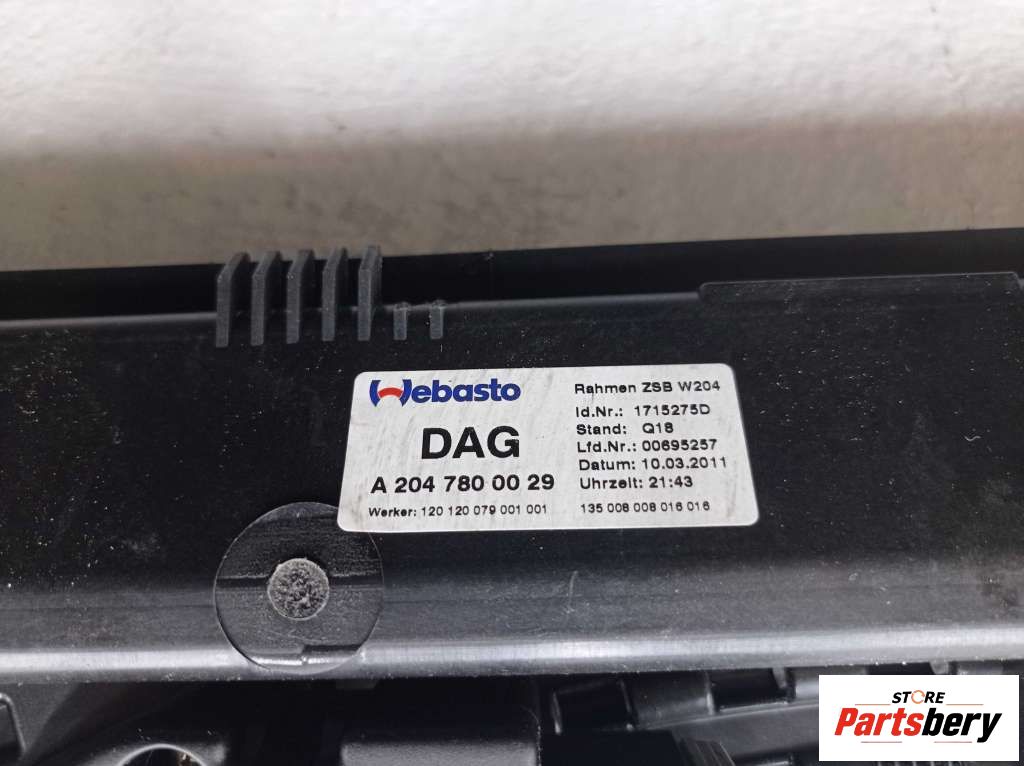 Webasto
DAG
A 204 780 00 29
Werker: 120 120 079 001 001
Rahmen ZSB W204
Id.Nr.: 1715275D
Stand: Q18
Lfd.Nr.: 00695257
Datum: 10.03.2011
Uhrzeit: 21:43
135 008 008 016 016
STORE
Partsbery